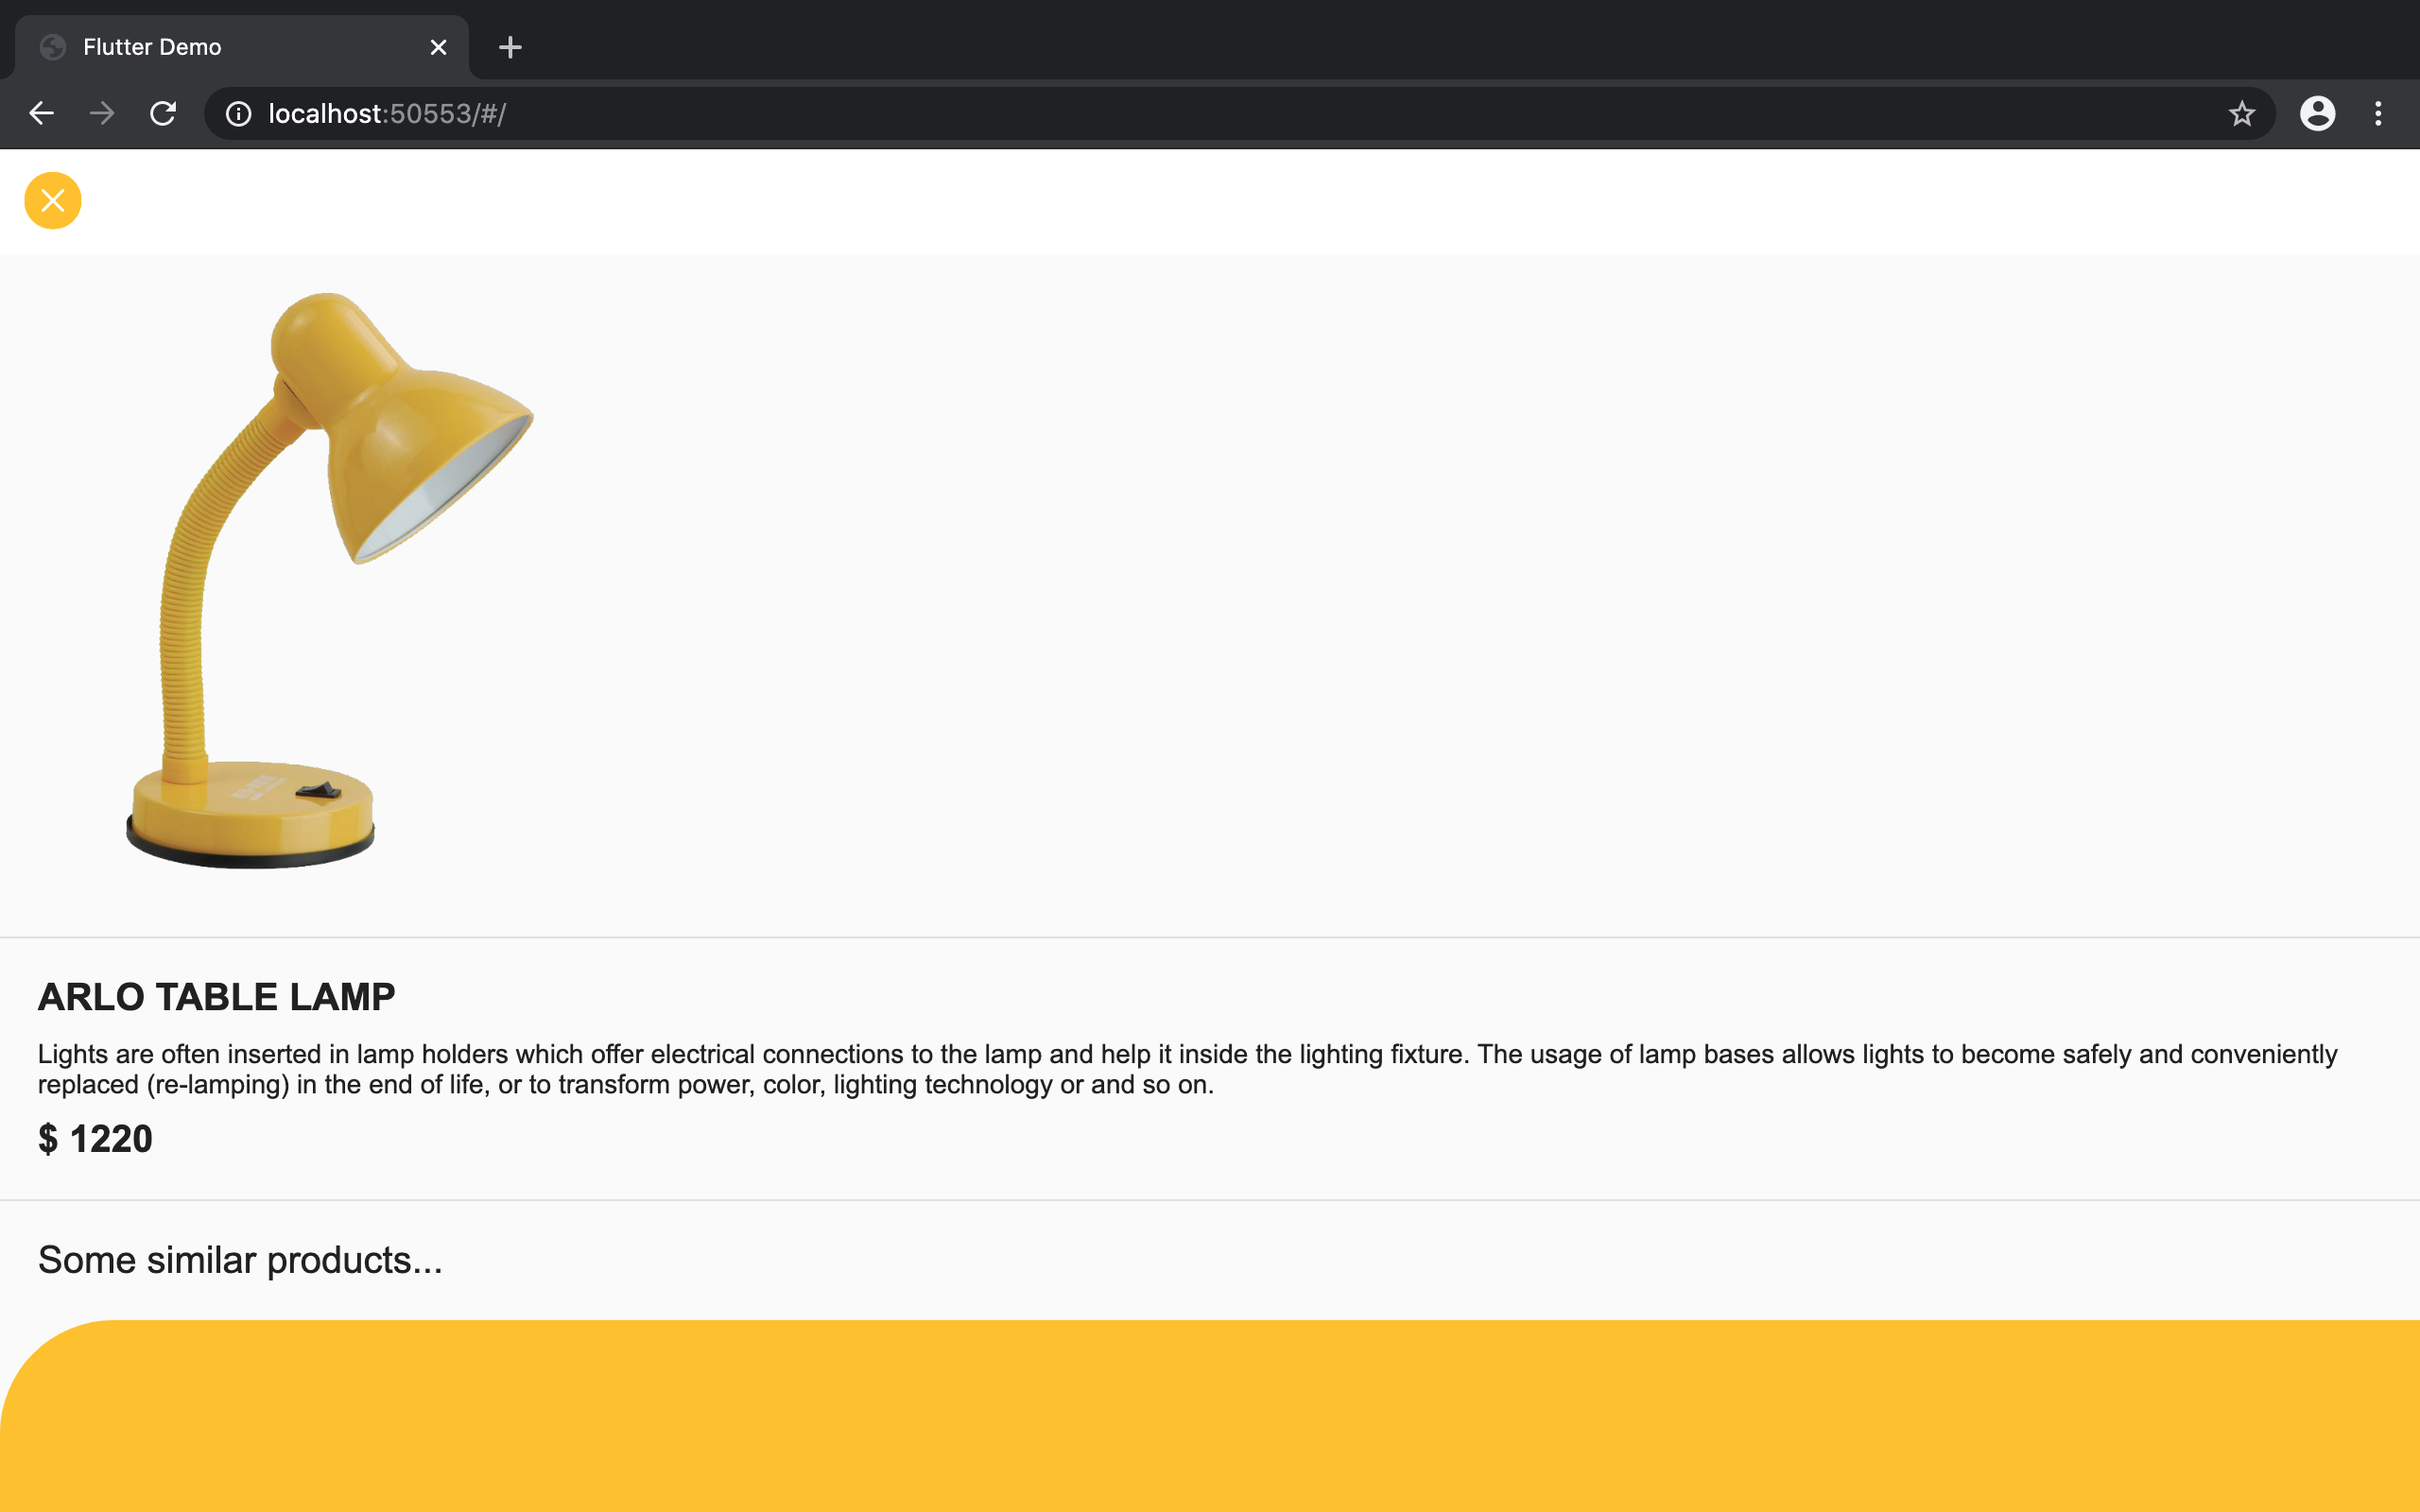 Flutter Demo
localhost:50553/#/
ARLO TABLE LAMP
Lights are often inserted in lamp holders which offer electrical connections to the lamp and help it inside the lighting fixture. The usage of lamp bases allows lights to become safely and conveniently
replaced (re-lamping) in the end of life, or to transform power, color, lighting technology or and so on.
$ 1220
Some similar products...